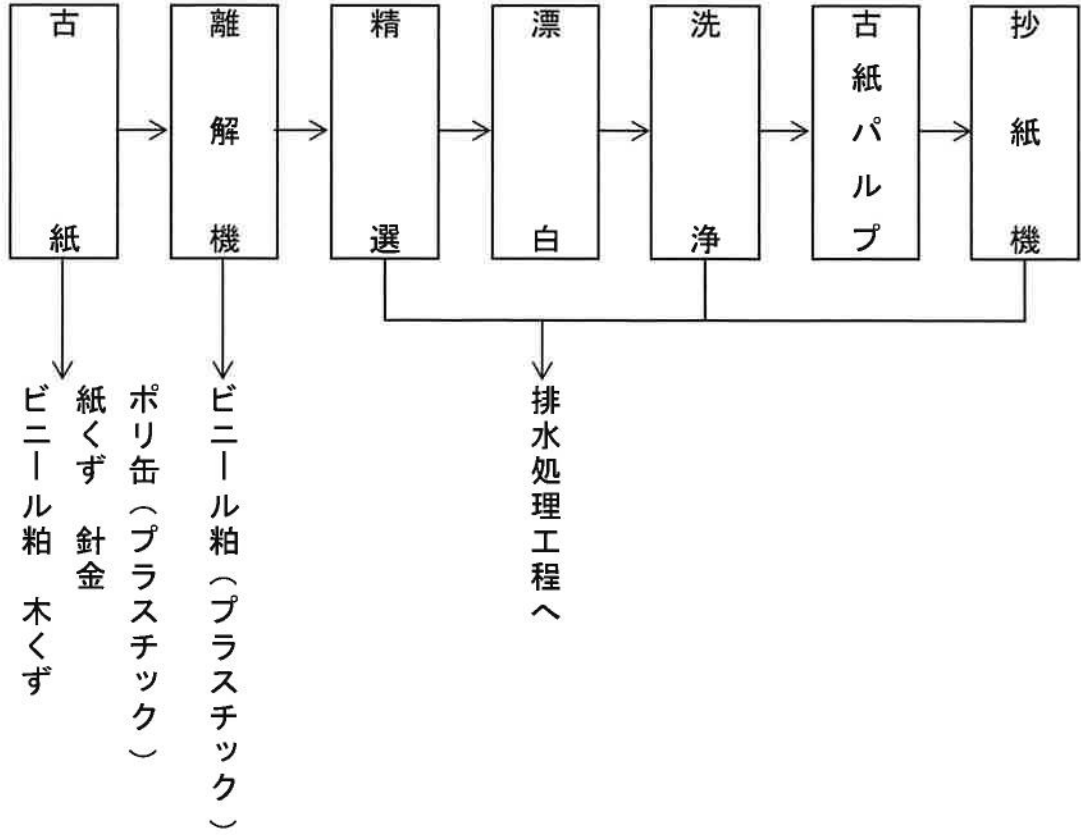 古紙
離解機
精選
漂白
洗浄
古紙パルプ
抄紙機
ポリ缶（プラスチック）
紙くず　針金
ビニール粕　木くず
ビニール粕（プラスチック）
排水処理工程へ